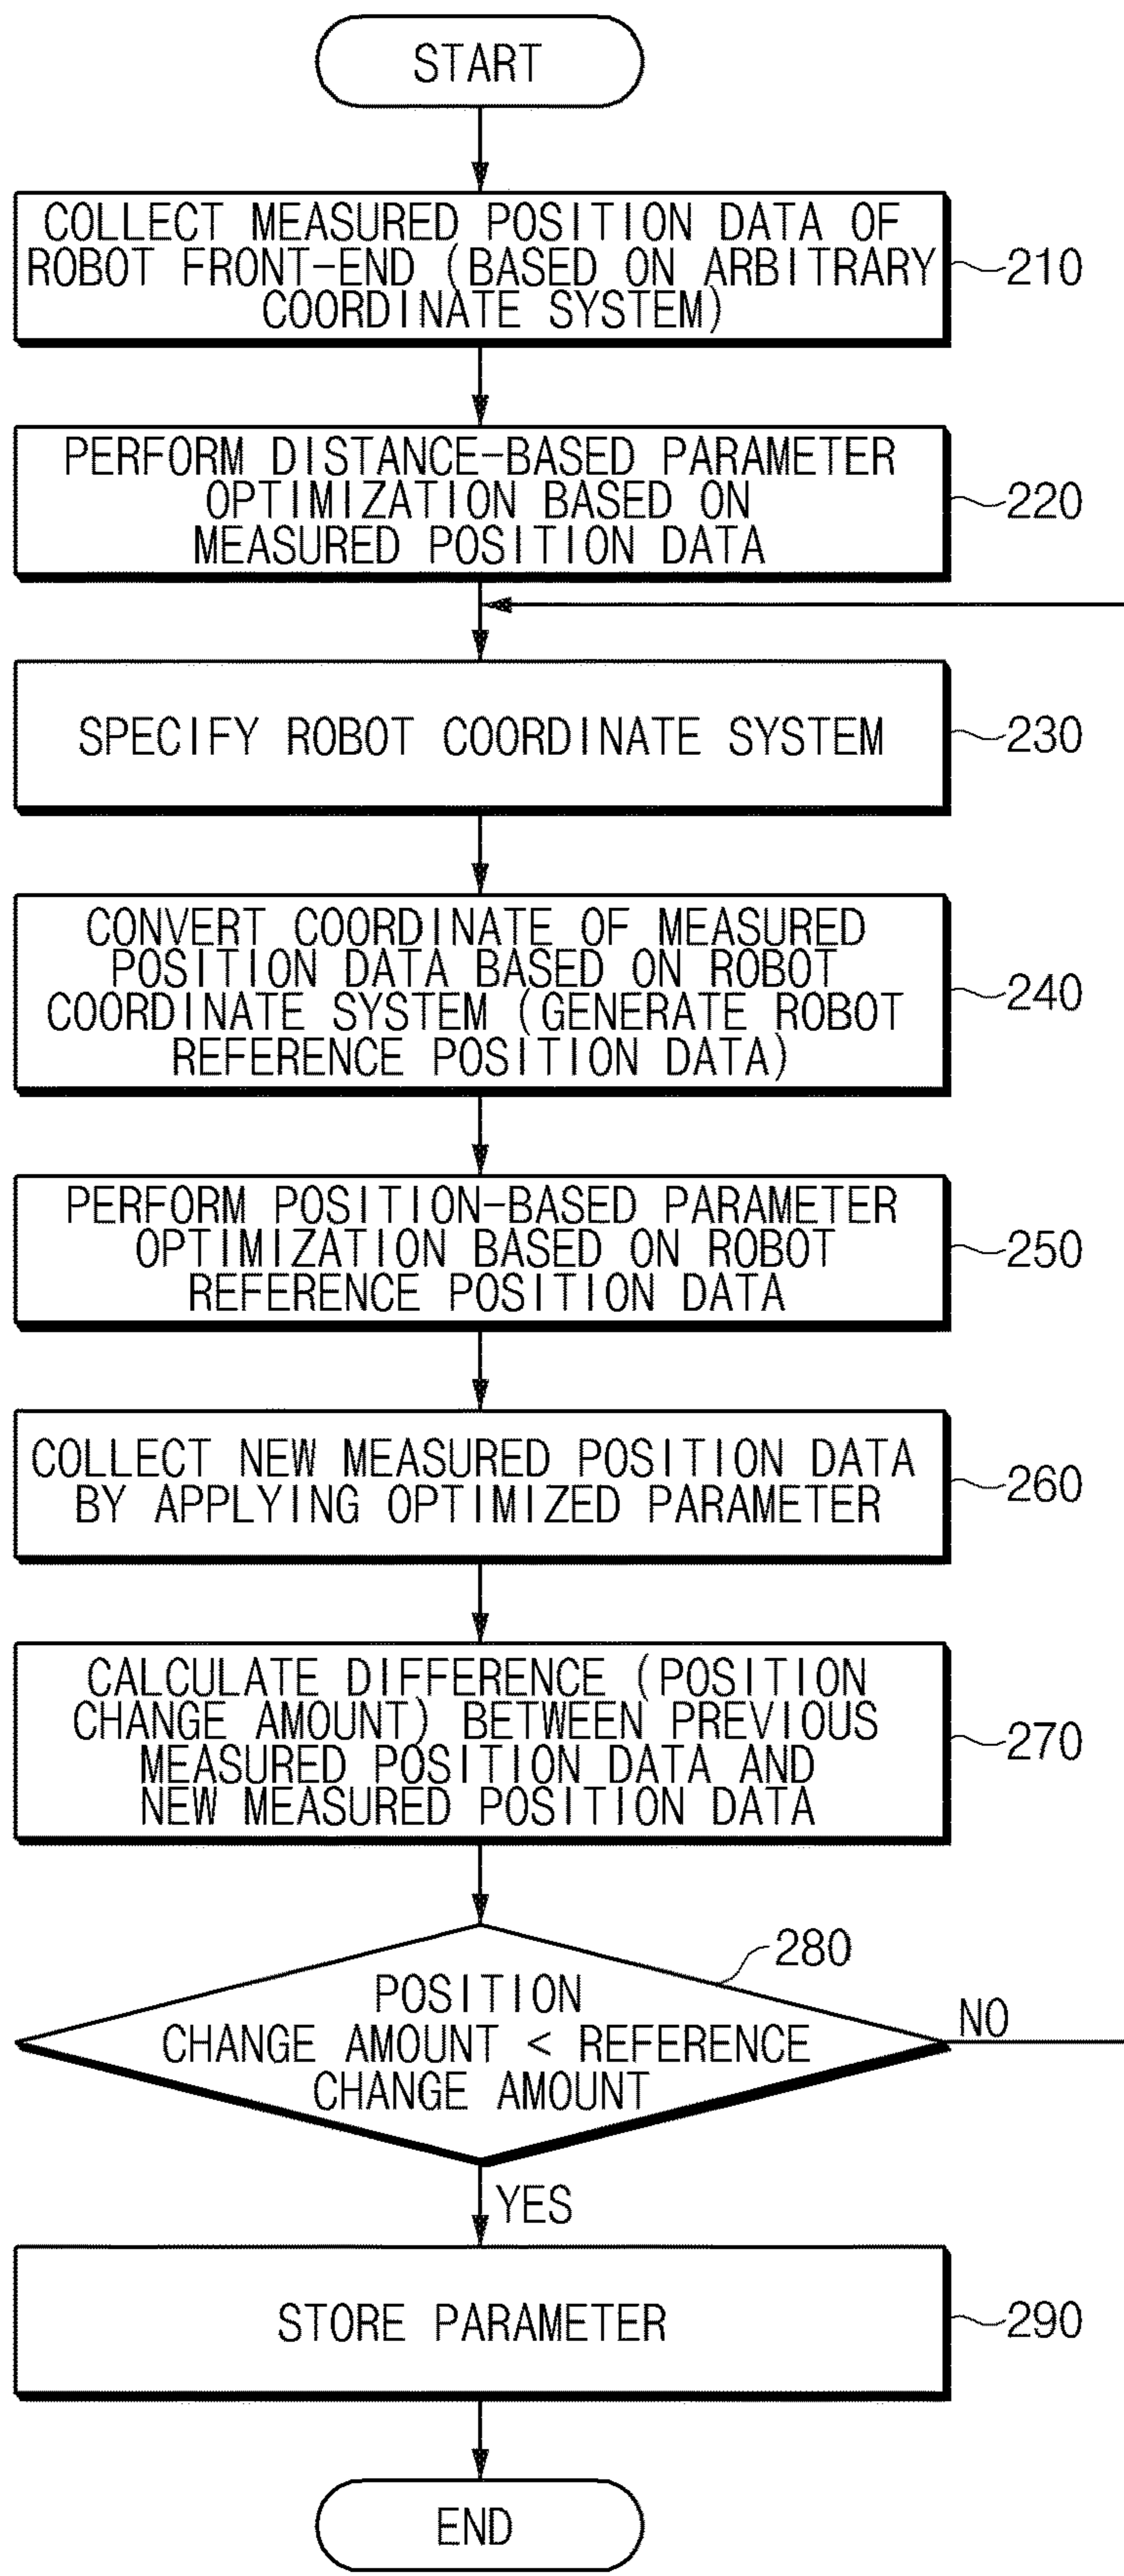 START
COLLECT MEASURED POSITION DATA OF
ROBOT FRONT-END (BASED ON ARBITRARY
COORDINATE SYSTEM)
210
PERFORM DISTANCE-BASED PARAMETER
OPTIMIZATION BASED ON
MEASURED POSITION DATA
220
SPECIFY ROBOT COORDINATE SYSTEM
230
CONVERT COORDINATE OF MEASURED
POSITION DATA BASED ON ROBOT
COORDINATE SYSTEM (GENERATE ROBOT
REFERENCE POSITION DATA)
240
PERFORM POSITION-BASED PARAMETER
OPTIMIZATION BASED ON ROBOT
REFERENCE POSITION DATA
250
COLLECT NEW MEASURED POSITION DATA
BY APPLYING OPTIMIZED PARAMETER
260
CALCULATE DIFFERENCE (POSITION
CHANGE AMOUNT) BETWEEN PREVIOUS
MEASURED POSITION DATA AND
NEW MEASURED POSITION DATA
270
280
POSITION
CHANGE AMOUNT < REFERENCE
CHANGE AMOUNT
NO
YES
STORE PARAMETER
290
END